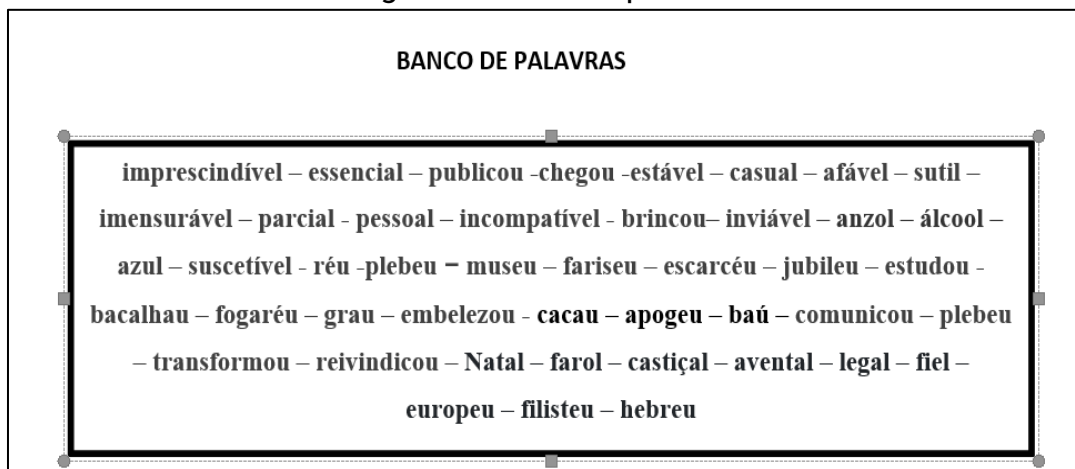 BANCO DE PALAVRAS
imprescindível – essencial – publicou -chegou -estável – casual – afável – sutil –
imensurável – parcial - pessoal – incompatível - brincou– inviável – anzol – álcool –
azul – suscetível - réu -plebeu – museu – fariseu – escarcéu – jubileu – estudou -
bacalhau – fogaréu – grau – embelezou - cacau – apogeu – baú – comunicou – plebeu
– transformou – reivindicou – Natal – farol – castiçal – avental – legal – fiel –
europeu – filisteu – hebreu